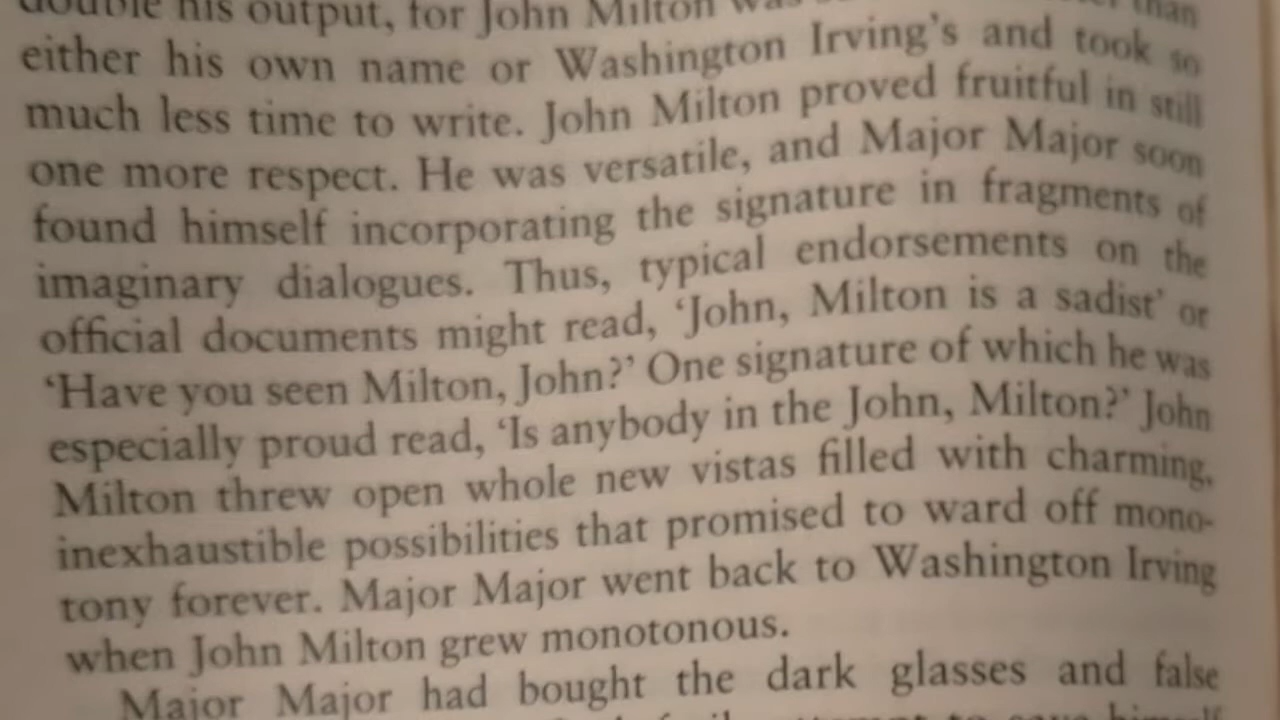 double his output, for John Milton was than
either his own name or Washington Irving's and took so
much less time to write. John Milton proved fruitful in still
one more respect. He was versatile, and Major Major soon
found himself incorporating the signature in fragments of
imaginary dialogues. Thus, typical endorsements on the
official documents might read, ‘John, Milton is a sadist’ or
‘Have you seen Milton, John?’ One signature of which he was
especially proud read, ‘Is anybody in the John, Milton?’ John
Milton threw open whole new vistas filled with charming,
inexhaustible possibilities that promised to ward off mono-
tony forever. Major Major went back to Washington Irving
when John Milton grew monotonous.
Major Major had bought the dark glasses and false